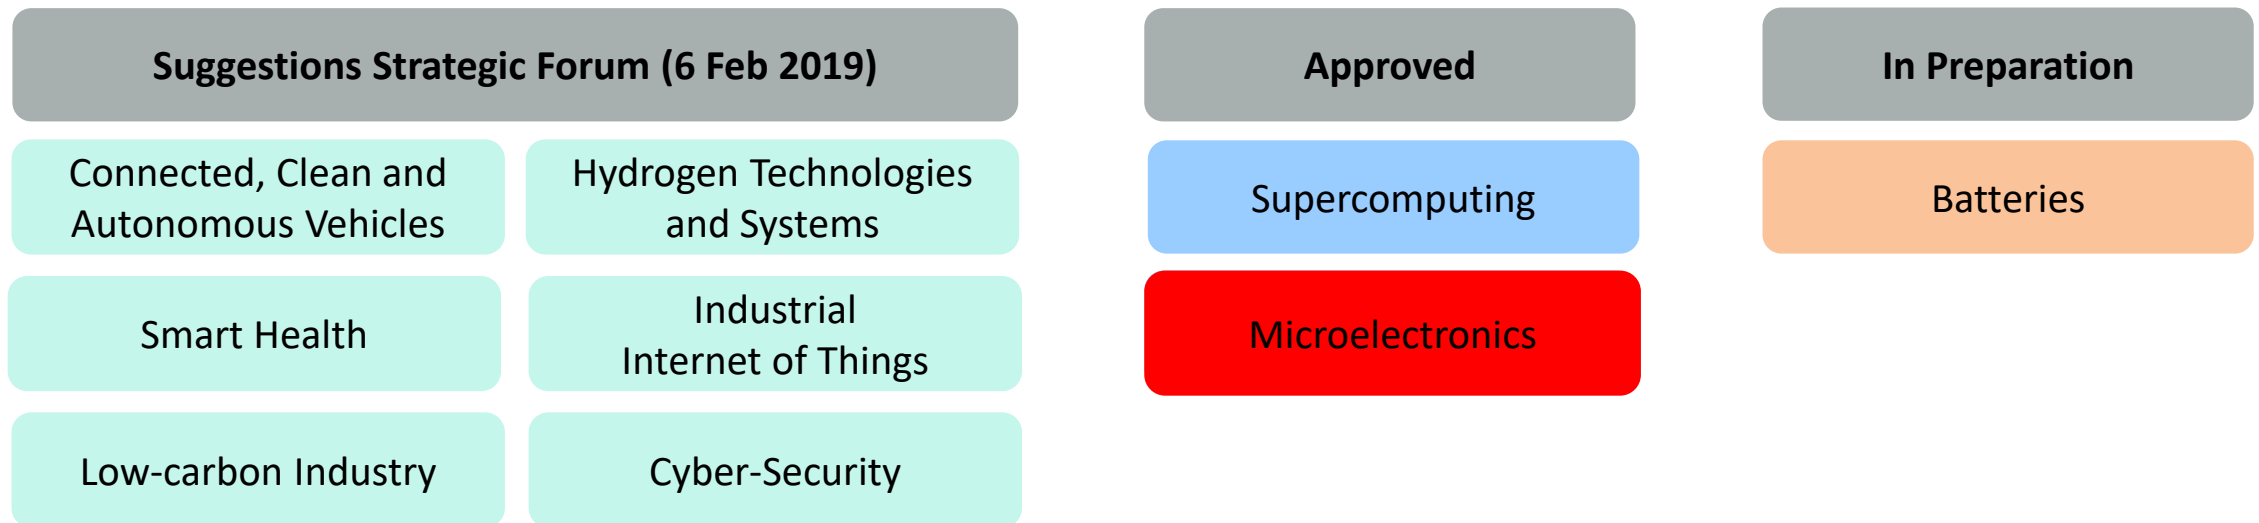 Suggestions Strategic Forum (6 Feb 2019)
Approved
In Preparation
Connected, Clean and
Autonomous Vehicles
Hydrogen Technologies
and Systems
Supercomputing
Batteries
Smart Health
Industrial
Internet of Things
Microelectronics
Low-carbon Industry
Cyber-Security